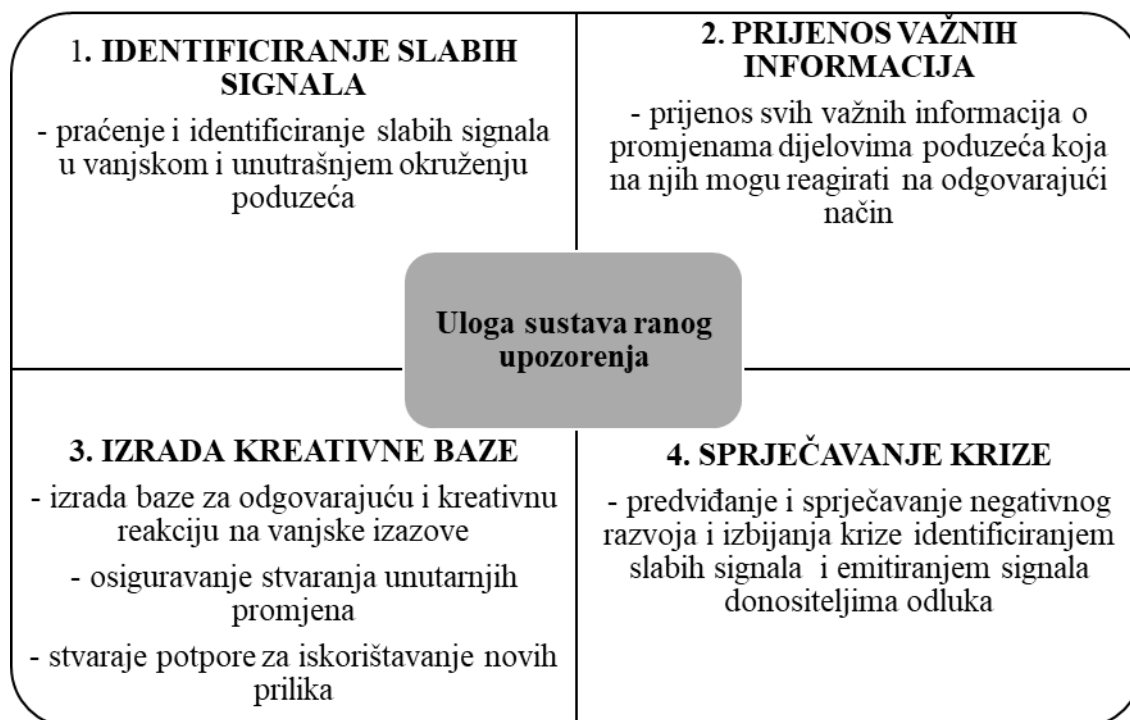 1. IDENTIFICIRANJE SLABIH
SIGNALA
- praćenje i identificiranje slabih signala
u vanjskom i unutrašnjem okruženju
poduzeća
2. PRIJENOS VAŽNIH
INFORMACIJA
- prijenos svih važnih informacija o
promjenama dijelovima poduzeća koja
na njih mogu reagirati na odgovarajući
način
Uloga sustava ranog
upozorenja
3. IZRADA KREATIVNE BAZE
- izrada baze za odgovarajuću i kreativnu
reakciju na vanjske izazove
- osiguravanje stvaranja unutarnjih
promjena
- stvaraje potpore za iskorištavanje novih
prilika
4. SPRJEČAVANJE KRIZE
- predviđanje i sprječavanje negativnog
razvoja i izbijanja krize identificiranjem
slabih signala i emitiranjem signala
donositeljima odluka